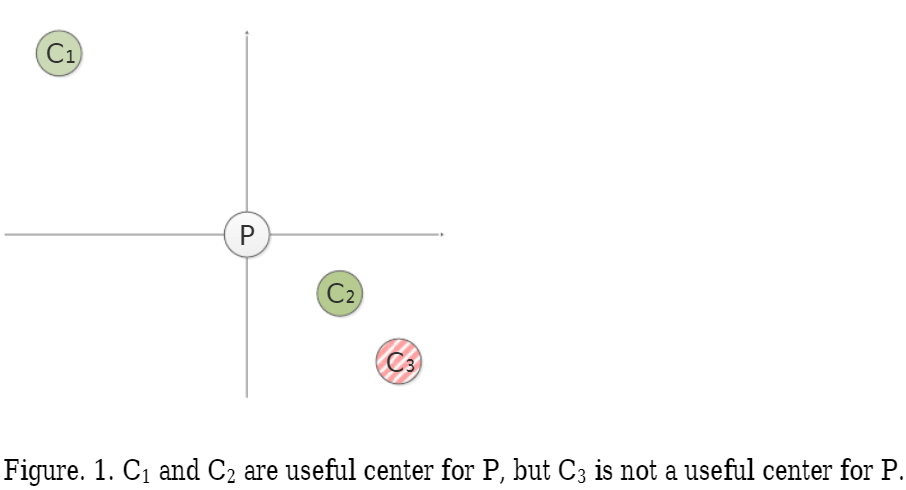 C₁
P
C₂
C₃
Figure. 1. C₁ and C₂ are useful center for P, but C₃ is not a useful center for P.